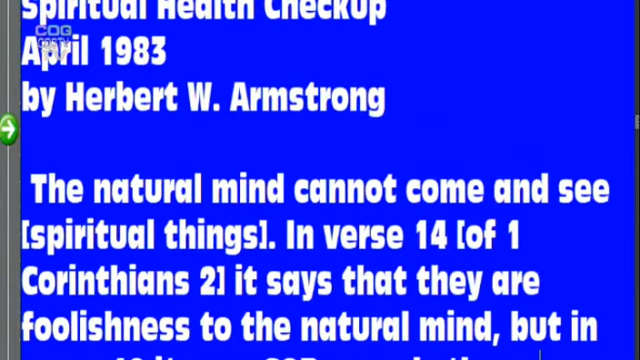 Spiritual Health Checkup
April 1983
by Herbert W. Armstrong
The natural mind cannot come and see
[spiritual things]. In verse 14 [of 1
Corinthians 2] it says that they are
foolishness to the natural mind, but in
COG